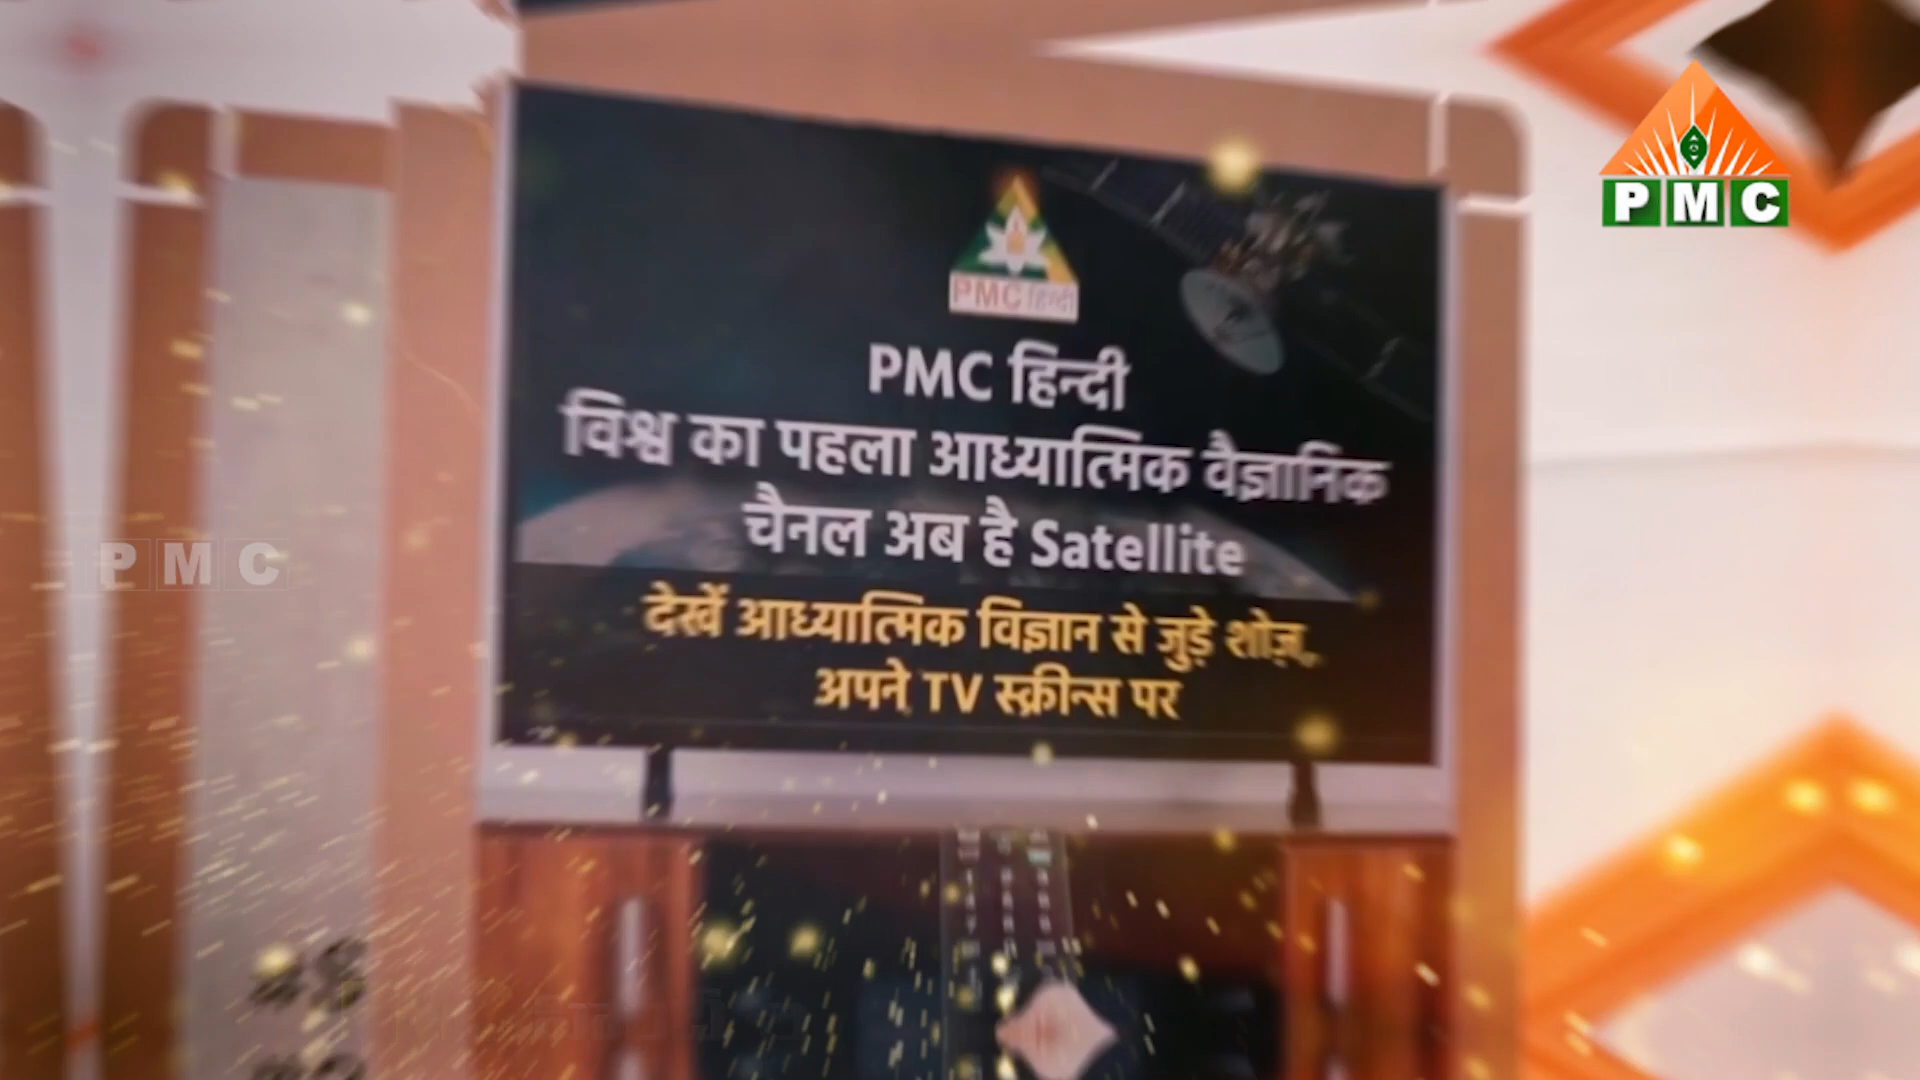 PMC
PMC हिन्दी
PMC हिन्दी
विश्व का पहला आध्यात्मिक वैज्ञानिक
चैनल अब है Satellite
देखें आध्यात्मिक विज्ञान से जुड़े शोज़,
अपने TV स्क्रीन्स पर
PMC